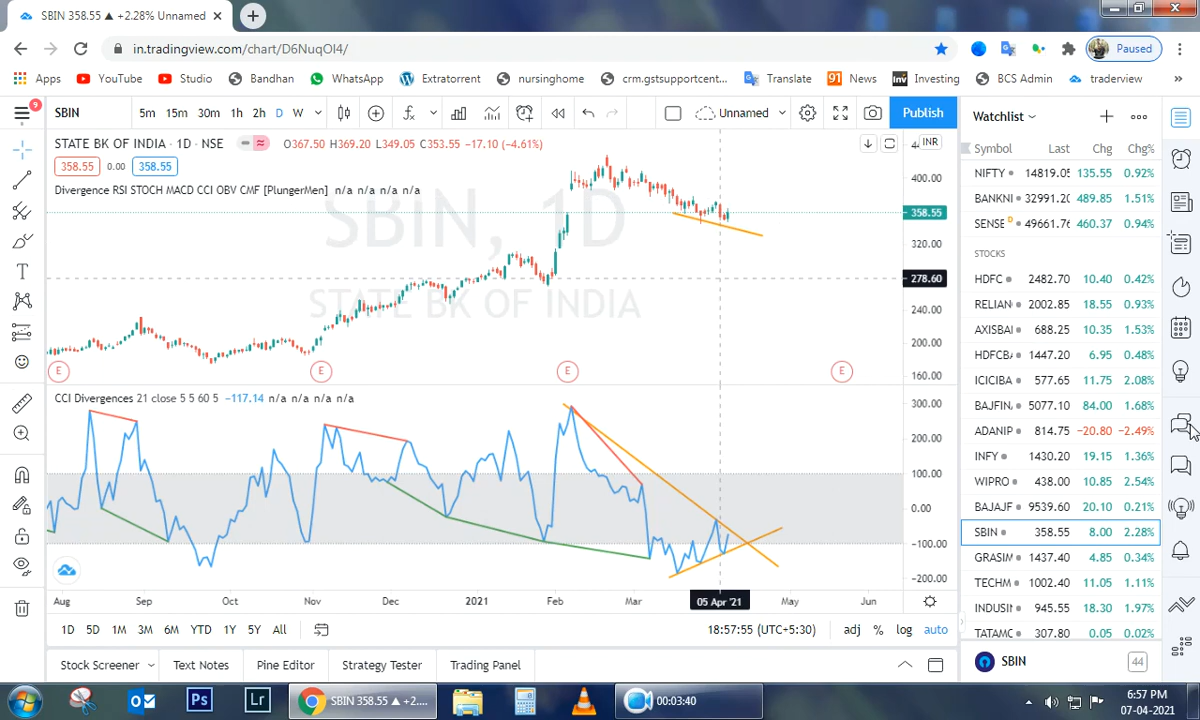 SBIN 358.55 ▲ +2.28% Unnamed
in.tradingview.com/chart/D6NuqOI4/
Paused
Apps YouTube Studio Bandhan WhatsApp Extratorrent nursinghome crm.gstsupportcent... Translate 91 News Inv Investing BCS Admin traderview »
9
SBIN 5m 15m 30m 1h 2h D W Unnamed Publish
STATE BK OF INDIA · 1D · NSE O367.50 H369.20 L349.05 C353.55 −17.10 (−4.61%)
358.55 0.00 358.55
Divergence RSI STOCH MACD CCI OBV CMF [PlungerMen] n/a n/a n/a n/a
SBIN, 1D
STATE BK OF INDIA
INR
400.00
358.55
320.00
278.60
240.00
200.00
160.00
E E E E
CCI Divergences 21 close 5 5 60 5 −117.14 n/a n/a n/a n/a
300.00
200.00
100.00
0.00
−100.00
−200.00
Aug Sep Oct Nov Dec 2021 Feb Mar 05 Apr '21 May Jun
1D 5D 1M 3M 6M YTD 1Y 5Y All 18:57:55 (UTC+5:30) adj % log auto
Stock Screener Text Notes Pine Editor Strategy Tester Trading Panel
Watchlist
Symbol Last Chg Chg%
NIFTY 14819.05 135.55 0.92%
BANKNI 32991.20 489.85 1.51%
SENSE D 49661.76 460.37 0.94%
STOCKS
HDFC 2482.70 10.40 0.42%
RELIAN 2002.85 18.55 0.93%
AXISBAI 688.25 10.35 1.53%
HDFCBA 1447.20 6.95 0.48%
ICICIBA 577.65 11.75 2.08%
BAJFIN 5077.10 84.00 1.68%
ADANIP 814.75 −20.80 −2.49%
INFY 1430.20 19.15 1.36%
WIPRO 438.00 10.85 2.54%
BAJAJF 9539.60 20.10 0.21%
SBIN 358.55 8.00 2.28%
GRASIM 1437.40 4.85 0.34%
TECHM 1002.40 11.05 1.11%
INDUSI 945.55 18.30 1.97%
TATAMO 307.80 0.05 0.02%
SBIN 44
Ps Lr SBIN 358.55 ▲ +2.... 00:03:40
6:57 PM
07-04-2021